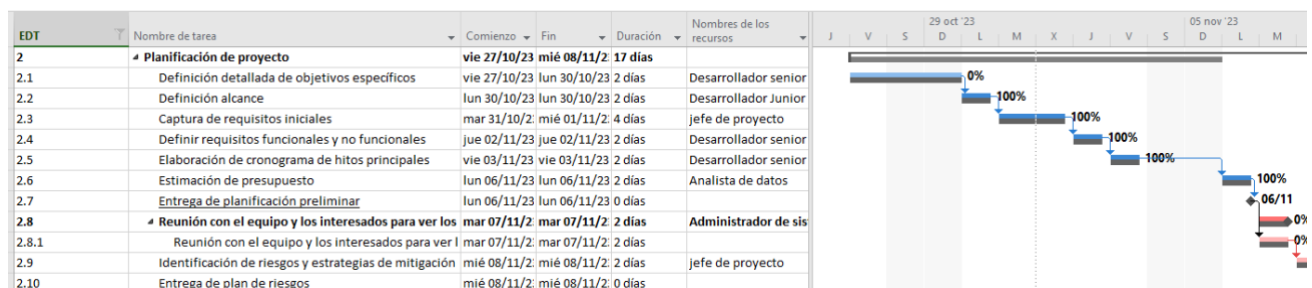 Nombres de los
29 oct '23 05 nov '23
EDT Nombre de tarea Comienzo Fin Duración recursos J V S D L M X J V S D L M
2 Planificación de proyecto vie 27/10/23 mié 08/11/2: 17 días
2.1 Definición detallada de objetivos específicos vie 27/10/23 lun 30/10/23 2 días Desarrollador senior 0%
2.2 Definición alcance lun 30/10/23 lun 30/10/23 2 días Desarrollador Junior 100%
2.3 Captura de requisitos iniciales mar 31/10/2: mié 01/11/2: 4 días jefe de proyecto 100%
2.4 Definir requisitos funcionales y no funcionales jue 02/11/23 jue 02/11/23 2 días Desarrollador senior 100%
2.5 Elaboración de cronograma de hitos principales vie 03/11/23 vie 03/11/23 2 días Desarrollador senior 100%
2.6 Estimación de presupuesto lun 06/11/23 lun 06/11/23 2 días Analista de datos 100%
2.7 Entrega de planificación preliminar lun 06/11/23 lun 06/11/23 0 días 06/11
2.8 Reunión con el equipo y los interesados para ver los mar 07/11/2: mar 07/11/2: 2 días Administrador de sis 0%
2.8.1 Reunión con el equipo y los interesados para ver l mar 07/11/2: mar 07/11/2: 2 días 0%
2.9 Identificación de riesgos y estrategias de mitigación mié 08/11/2: mié 08/11/2: 2 días jefe de proyecto
2.10 Entrega de plan de riesgos mié 08/11/2: mié 08/11/2: 0 días